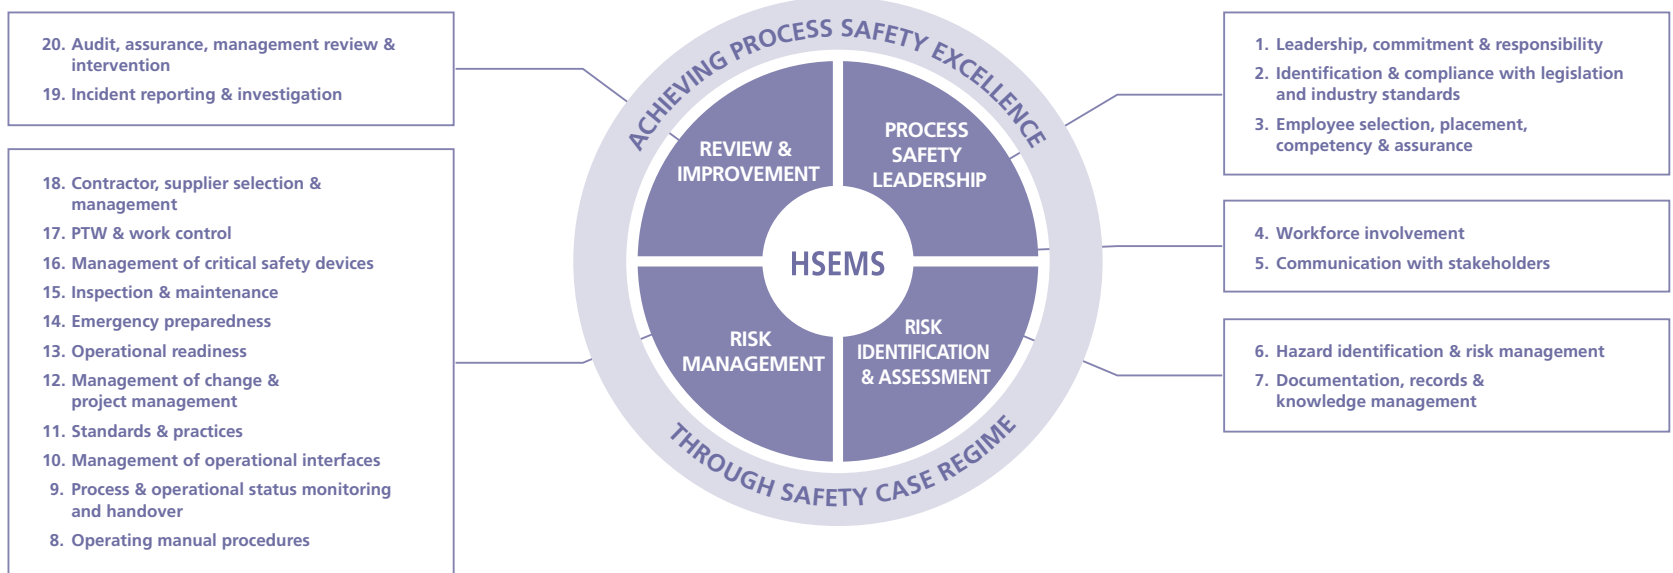 20. Audit, assurance, management review &
intervention
19. Incident reporting & investigation
18. Contractor, supplier selection &
management
17. PTW & work control
16. Management of critical safety devices
15. Inspection & maintenance
14. Emergency preparedness
13. Operational readiness
12. Management of change &
project management
11. Standards & practices
10. Management of operational interfaces
9. Process & operational status monitoring
and handover
8. Operating manual procedures
ACHIEVING PROCESS SAFETY EXCELLENCE
REVIEW &
IMPROVEMENT
PROCESS
SAFETY
LEADERSHIP
HSEMS
RISK
MANAGEMENT
RISK
IDENTIFICATION
& ASSESSMENT
THROUGH SAFETY CASE REGIME
1. Leadership, commitment & responsibility
2. Identification & compliance with legislation
and industry standards
3. Employee selection, placement,
competency & assurance
4. Workforce involvement
5. Communication with stakeholders
6. Hazard identification & risk management
7. Documentation, records &
knowledge management